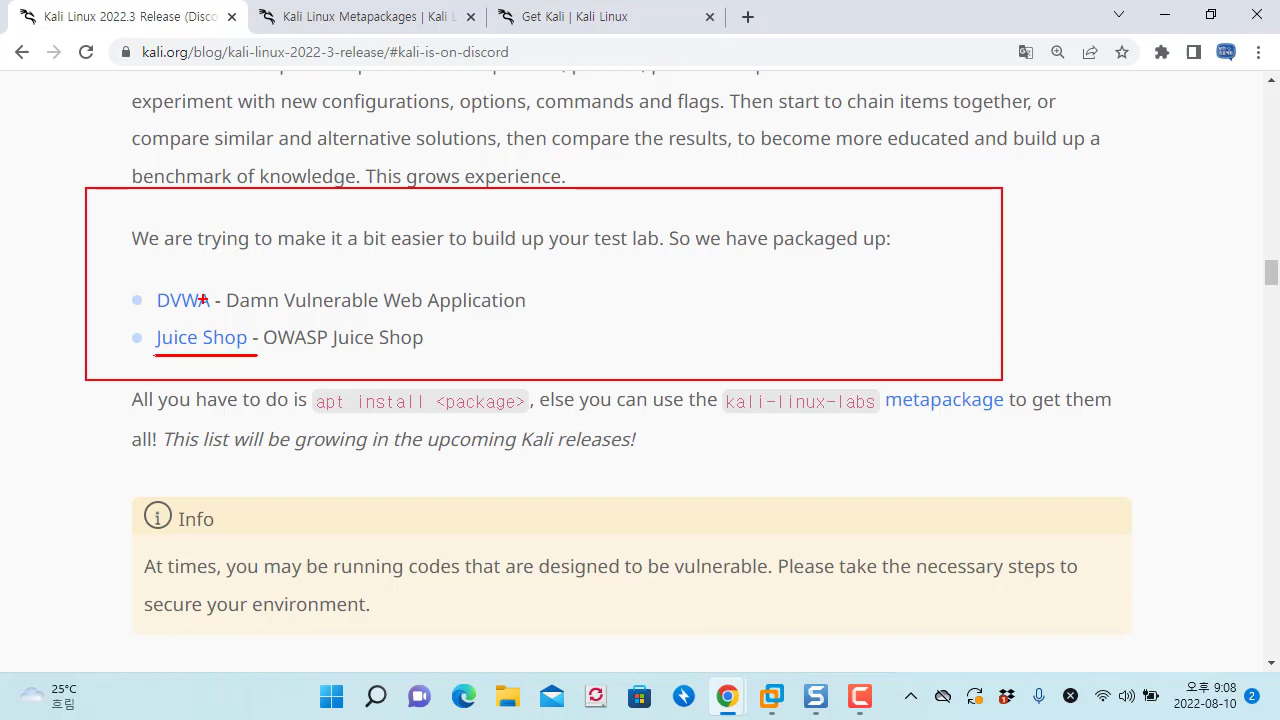 Kali Linux 2022.3 Release (Disco
Kali Linux Metapackages | Kali L
Get Kali | Kali Linux
kali.org/blog/kali-linux-2022-3-release/#kali-is-on-discord
experiment with new configurations, options, commands and flags. Then start to chain items together, or
compare similar and alternative solutions, then compare the results, to become more educated and build up a
benchmark of knowledge. This grows experience.
We are trying to make it a bit easier to build up your test lab. So we have packaged up:
DVWA - Damn Vulnerable Web Application
Juice Shop - OWASP Juice Shop
All you have to do is apt install <package>, else you can use the kali-linux-labs metapackage to get them
all! This list will be growing in the upcoming Kali releases!
Info
At times, you may be running codes that are designed to be vulnerable. Please take the necessary steps to
secure your environment.
25°C
흐림
오후 9:08
2022-08-10
2